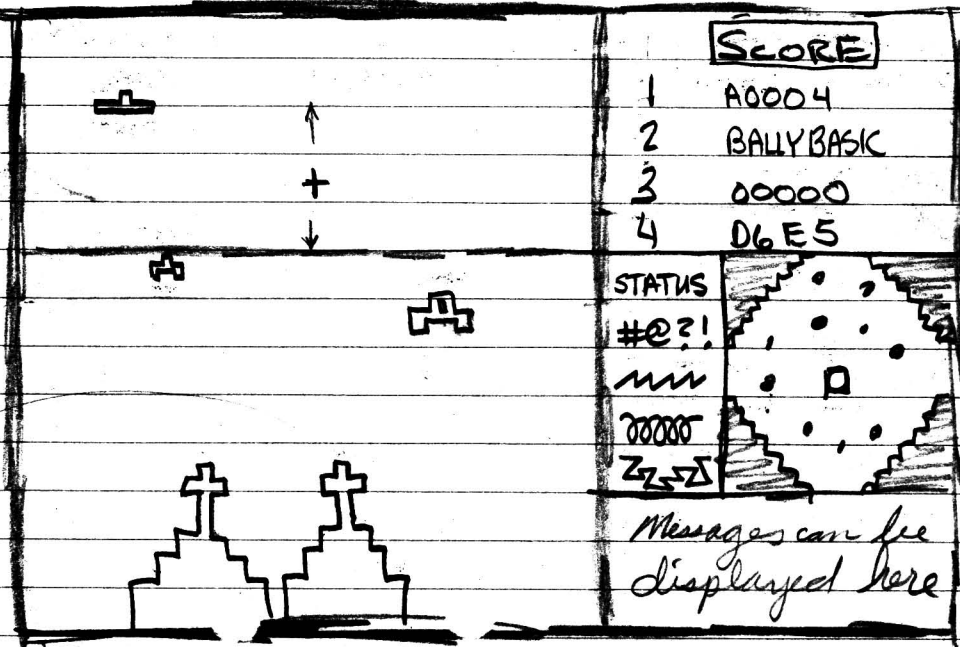 SCORE
1 A0004
2 BALLYBASIC
3 00000
4 D6E5
STATUS
#@?!
Messages can be
displayed here